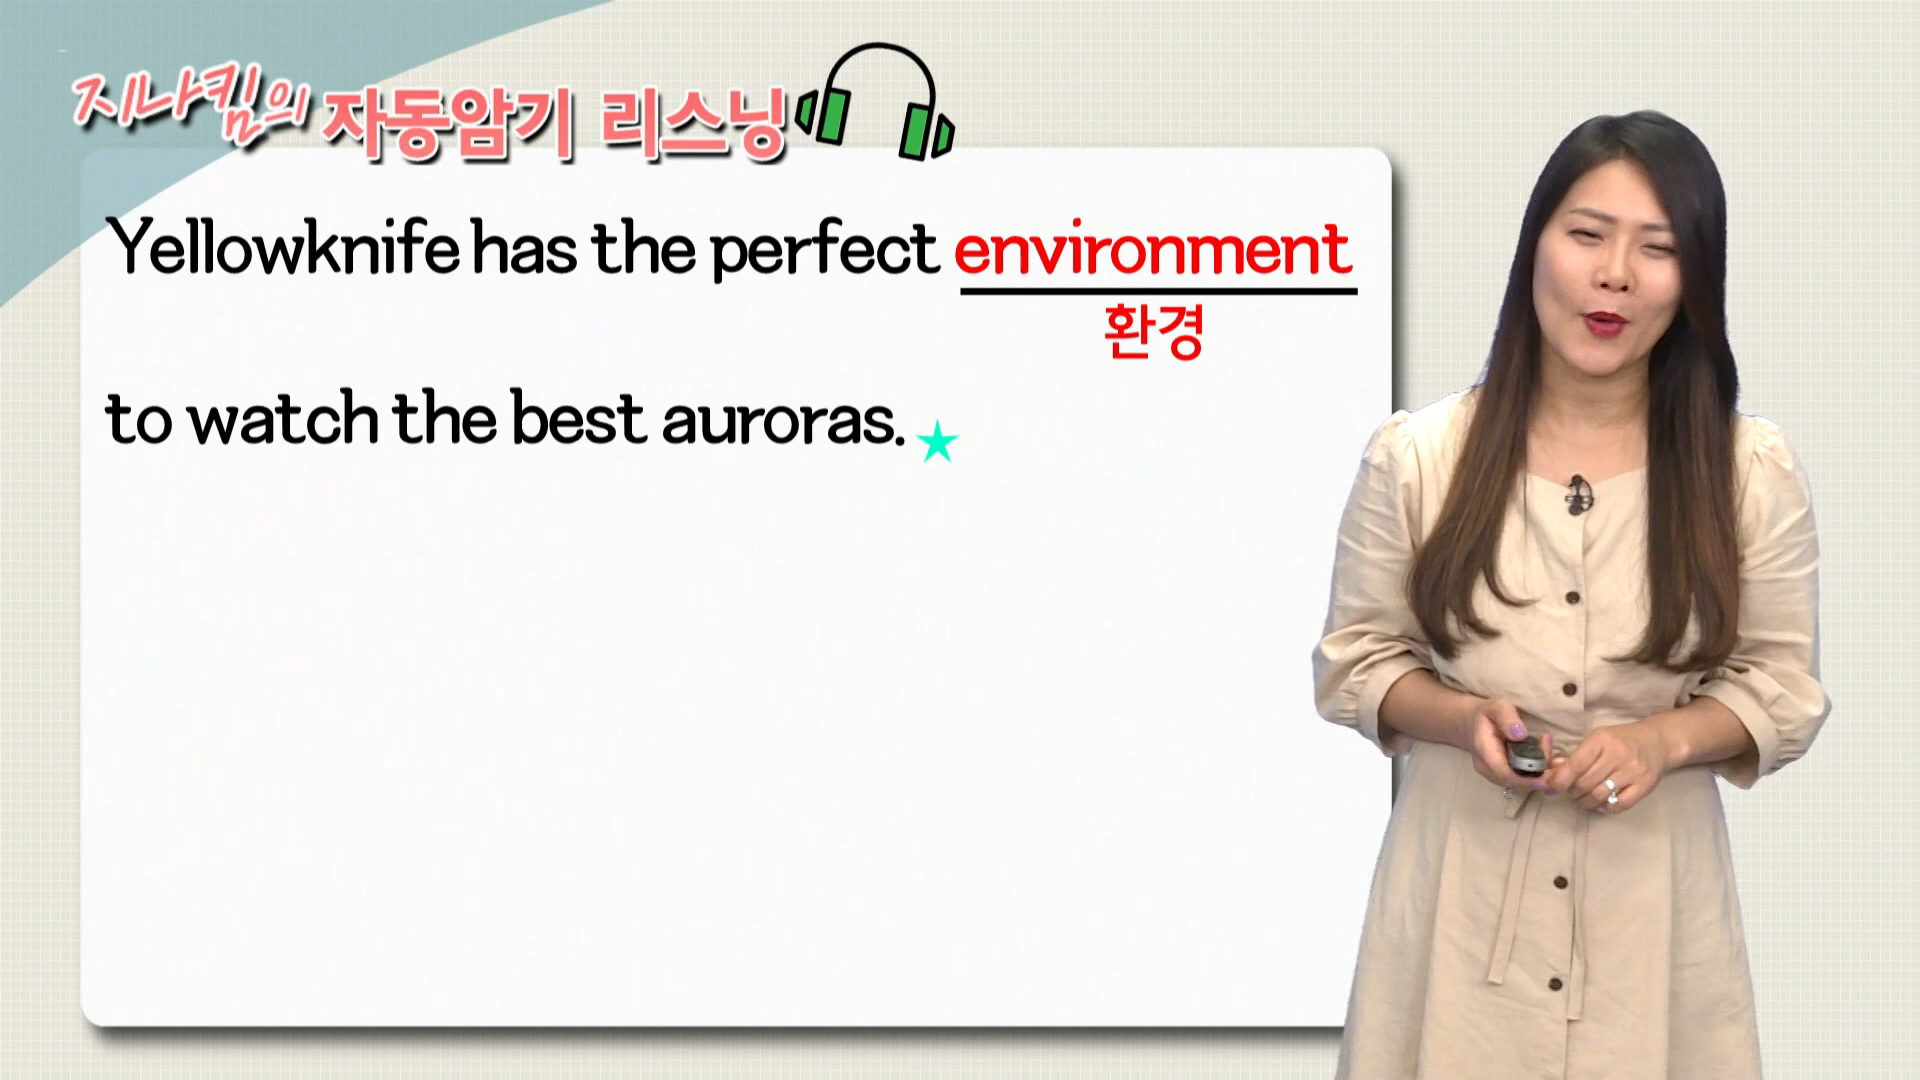 지나킴의 자동암기 리스닝
Yellowknife has the perfect environment
환경
to watch the best auroras.